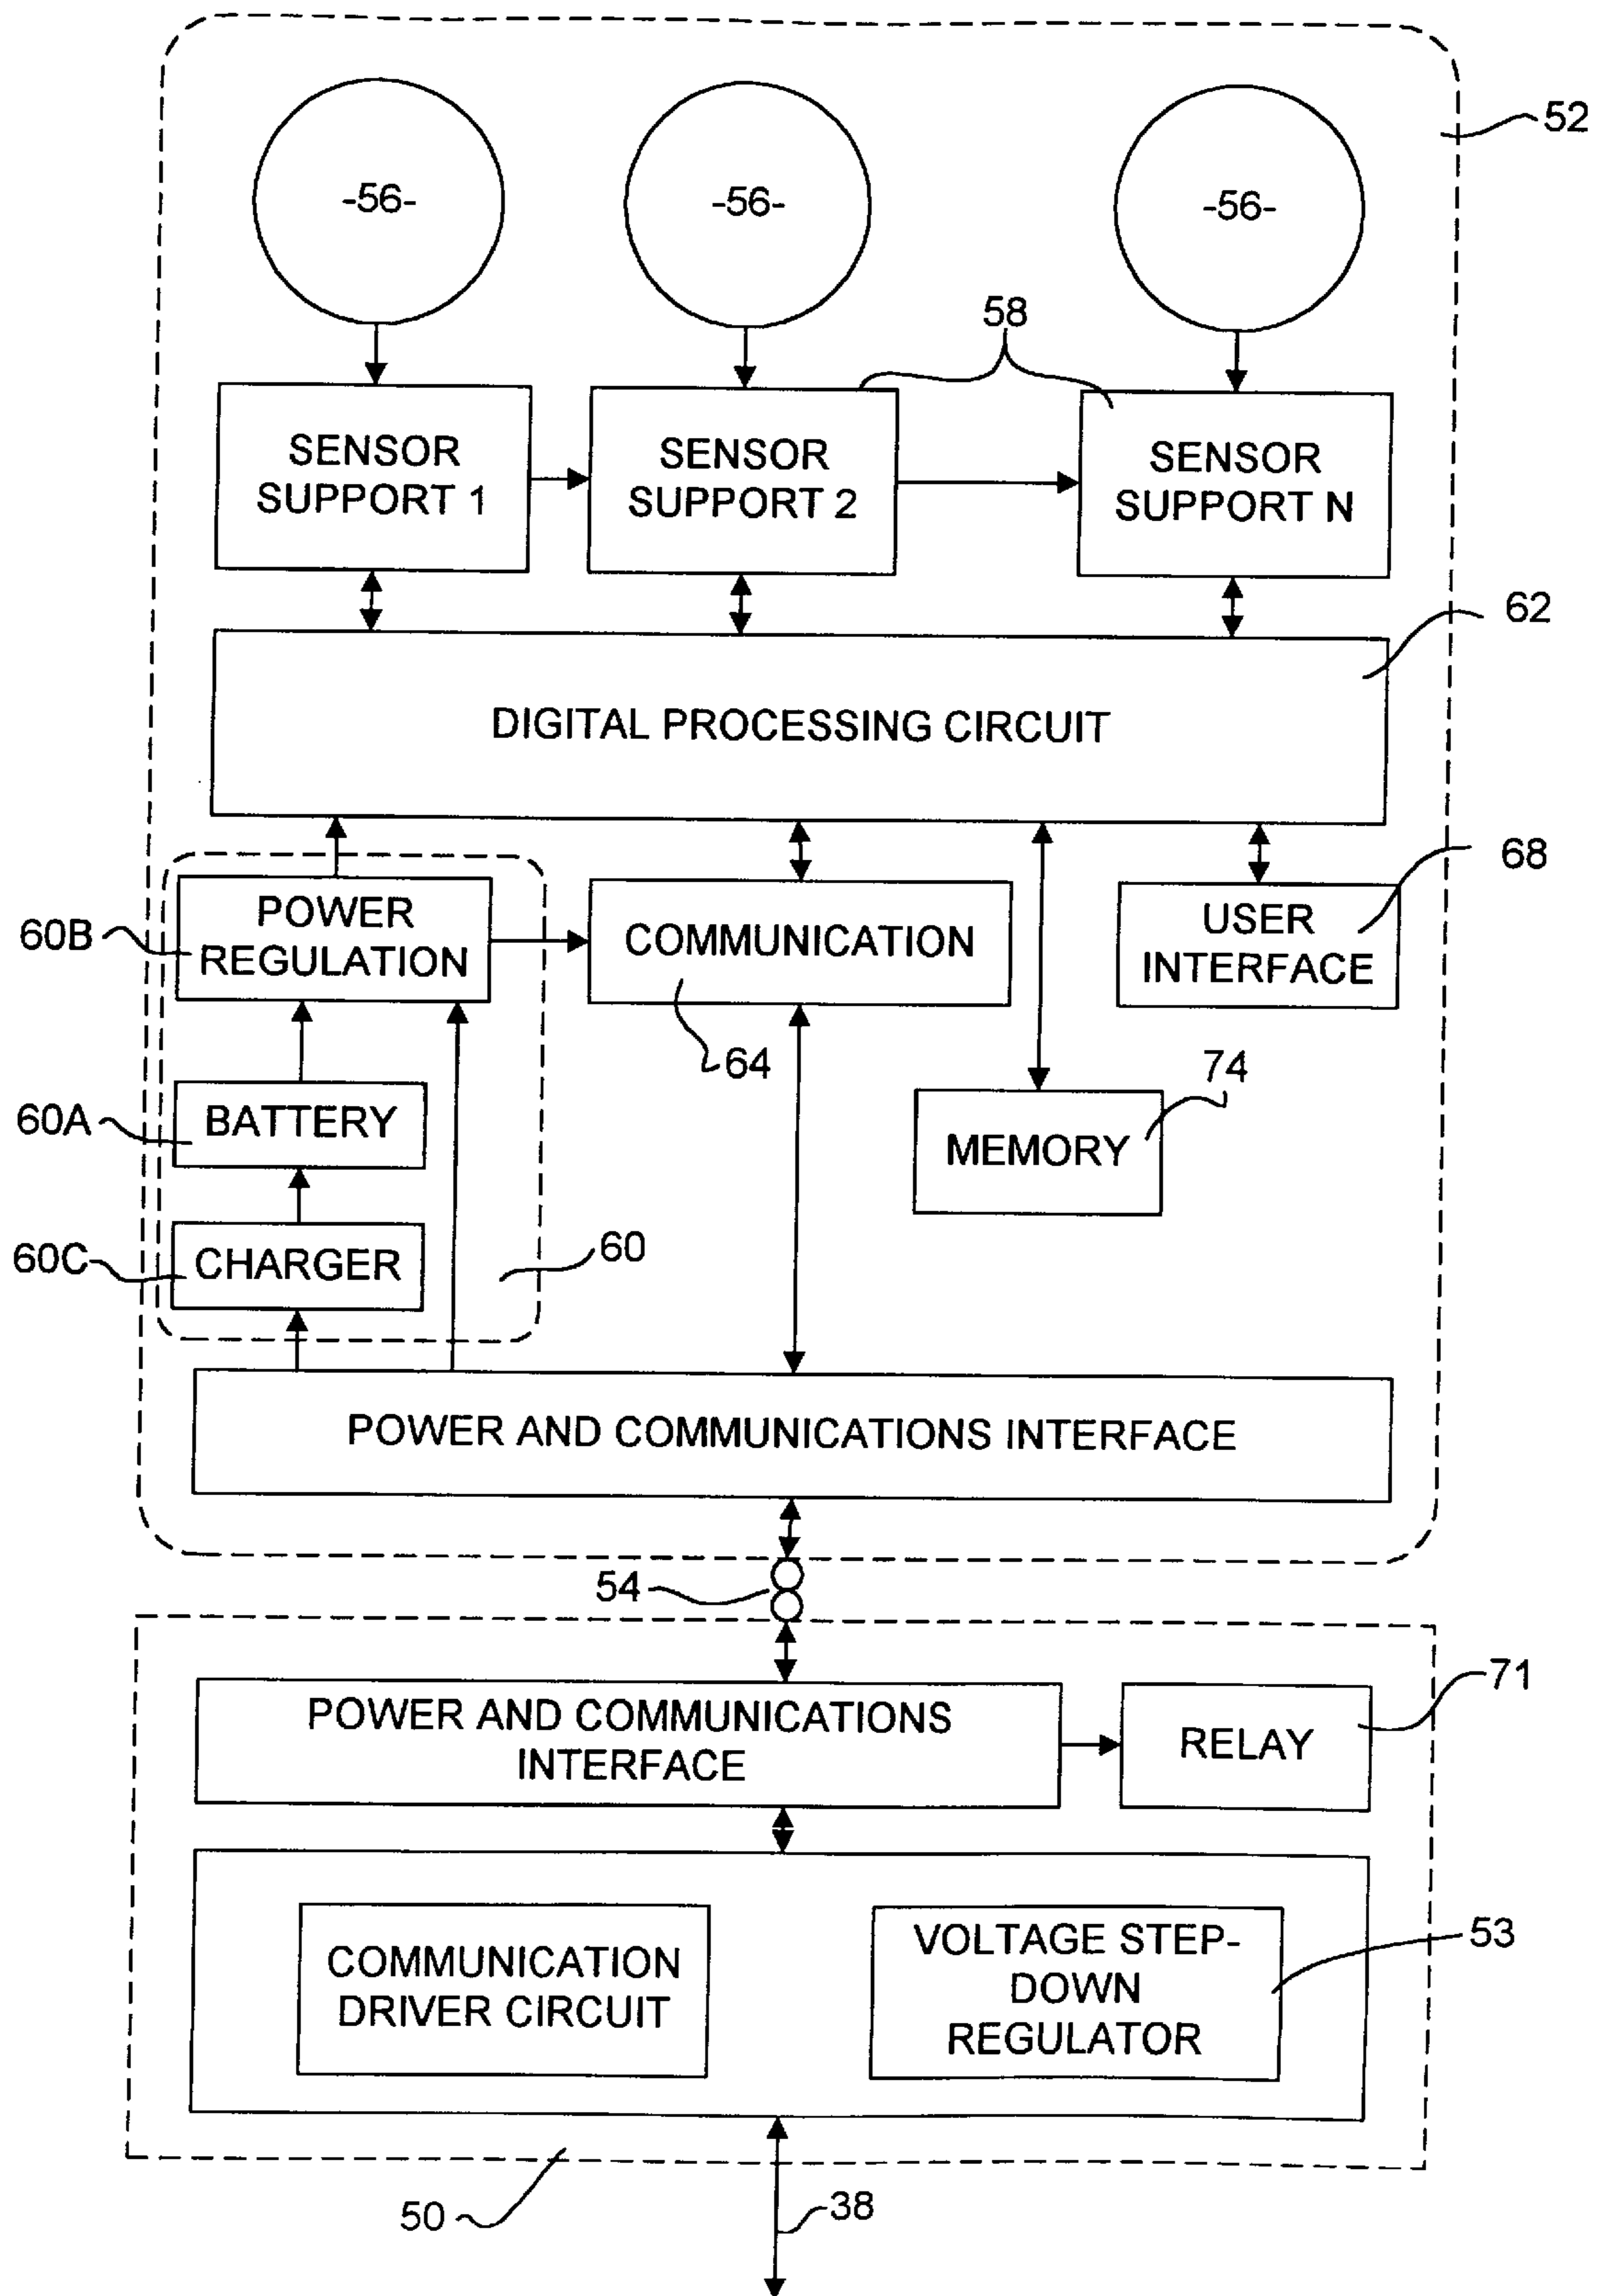 52
-56-
-56-
-56-
58
SENSOR
SUPPORT 1
SENSOR
SUPPORT 2
SENSOR
SUPPORT N
62
DIGITAL PROCESSING CIRCUIT
68
60B
POWER
REGULATION
COMMUNICATION
USER
INTERFACE
64
74
60A
BATTERY
MEMORY
60C
CHARGER
60
POWER AND COMMUNICATIONS INTERFACE
54
71
POWER AND COMMUNICATIONS
INTERFACE
RELAY
COMMUNICATION
DRIVER CIRCUIT
VOLTAGE STEP-
DOWN
REGULATOR
53
50
38